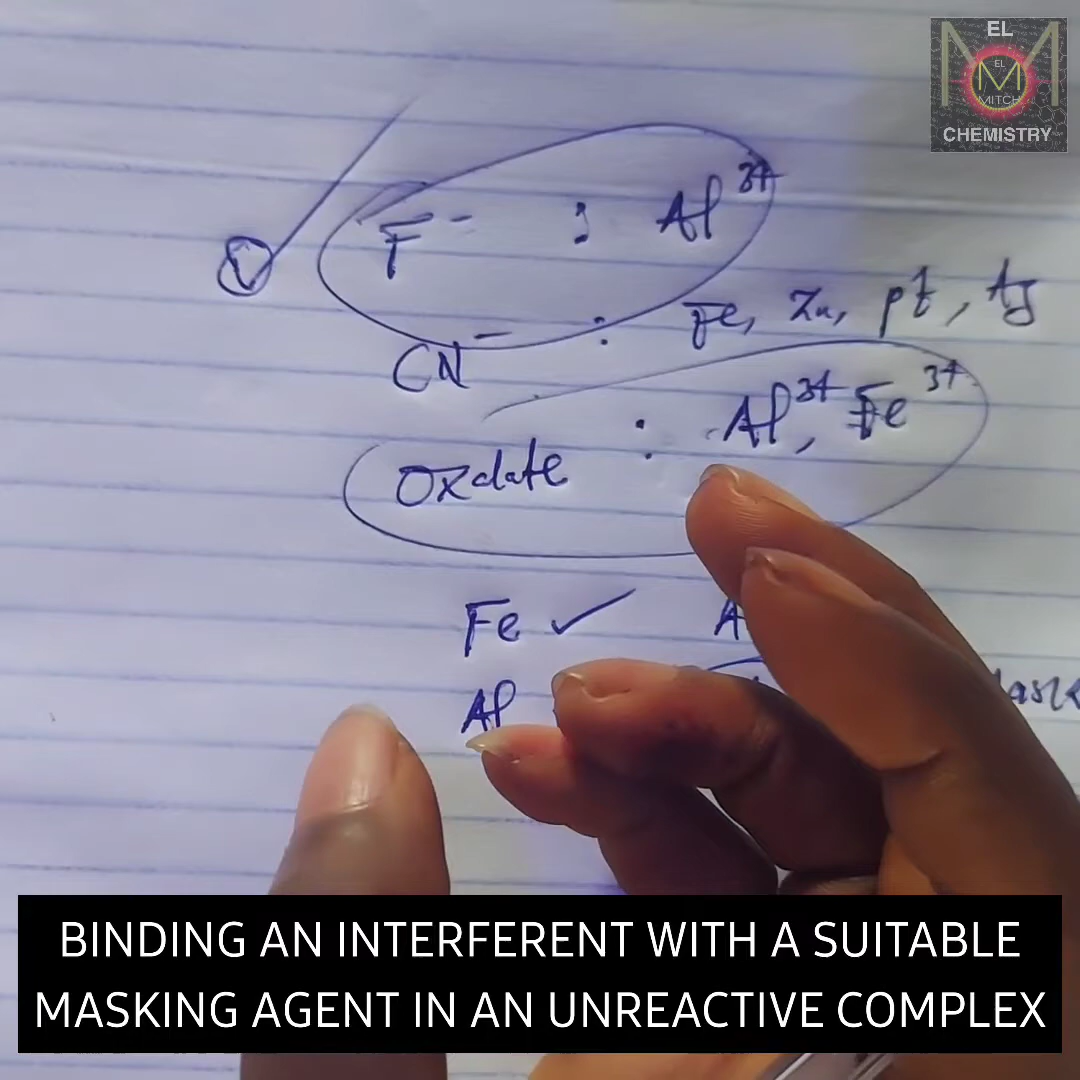 EL
EL
MITCH
CHEMISTRY
F⁻ : Al³⁺
CN⁻ : Fe, Zn, pt, Ag
Oxalate : Al³⁺, Fe³⁺
Fe ✓ A
Al
BINDING AN INTERFERENT WITH A SUITABLE
MASKING AGENT IN AN UNREACTIVE COMPLEX